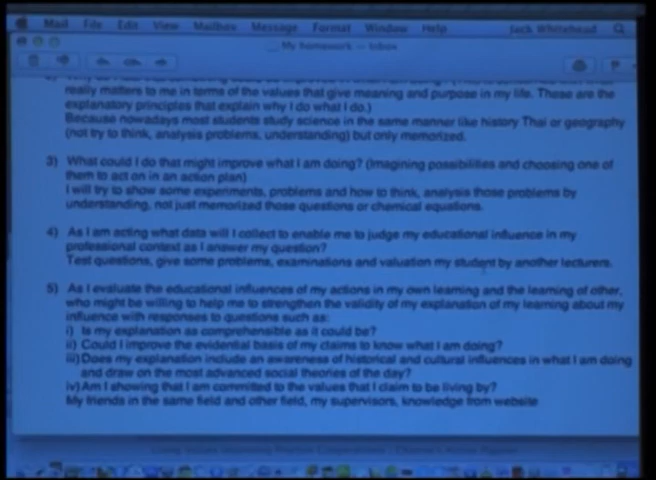 Mail File Edit View Mailbox Message Format Window Help Jack Whitehead
My homework — Inbox
really matters to me in terms of the values that give meaning and purpose in my life. These are the
explanatory principles that explain why I do what I do.)
Because nowadays most students study science in the same manner like history Thai or geography
(not try to think, analysis problems, understanding) but only memorized.
3) What could I do that might improve what I am doing? (Imagining possibilities and choosing one of
them to act on in an action plan)
I will try to show some experiments, problems and how to think, analysis those problems by
understanding, not just memorized those questions or chemical equations.
4) As I am acting what data will I collect to enable me to judge my educational influence in my
professional context as I answer my question?
Test questions, give some problems, examinations and valuation my student by another lecturers.
5) As I evaluate the educational influences of my actions in my own learning and the learning of other,
who might be willing to help me to strengthen the validity of my explanation of my learning about my
influence with responses to questions such as:
i) Is my explanation as comprehensible as it could be?
ii) Could I improve the evidential basis of my claims to know what I am doing?
iii) Does my explanation include an awareness of historical and cultural influences in what I am doing
and draw on the most advanced social theories of the day?
iv) Am I showing that I am committed to the values that I claim to be living by?
My friends in the same field and other field, my supervisors, knowledge from website